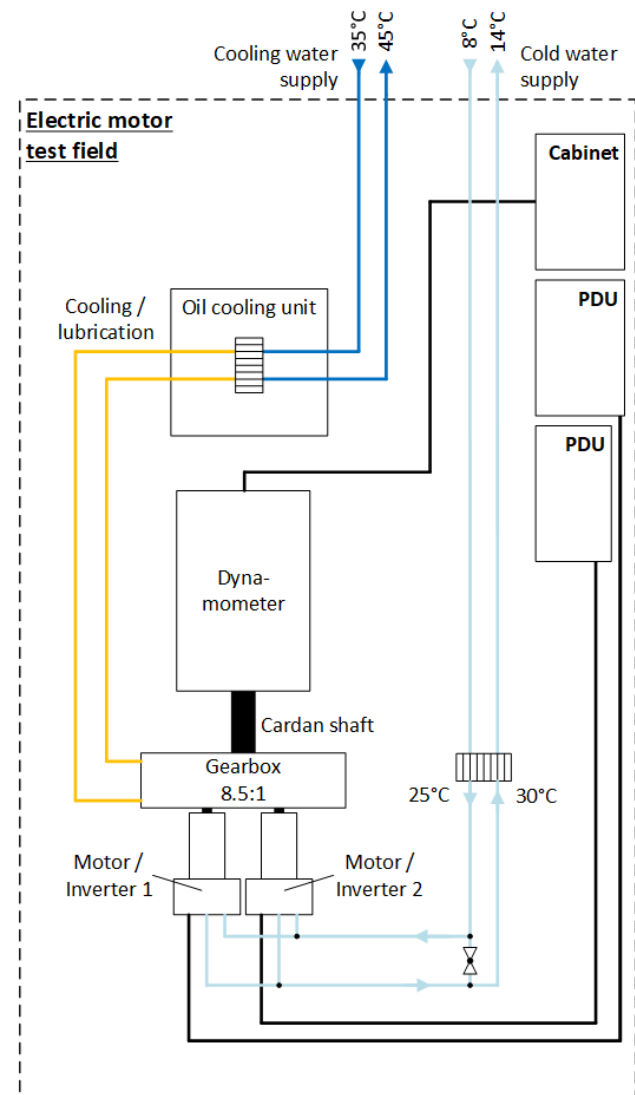 35°C
45°C
8°C
14°C
Cooling water
supply
Cold water
supply
Electric motor
test field
Cabinet
PDU
PDU
Cooling /
lubrication
Oil cooling unit
Dyna-
mometer
Cardan shaft
Gearbox
8.5:1
25°C
30°C
Motor /
Inverter 1
Motor /
Inverter 2